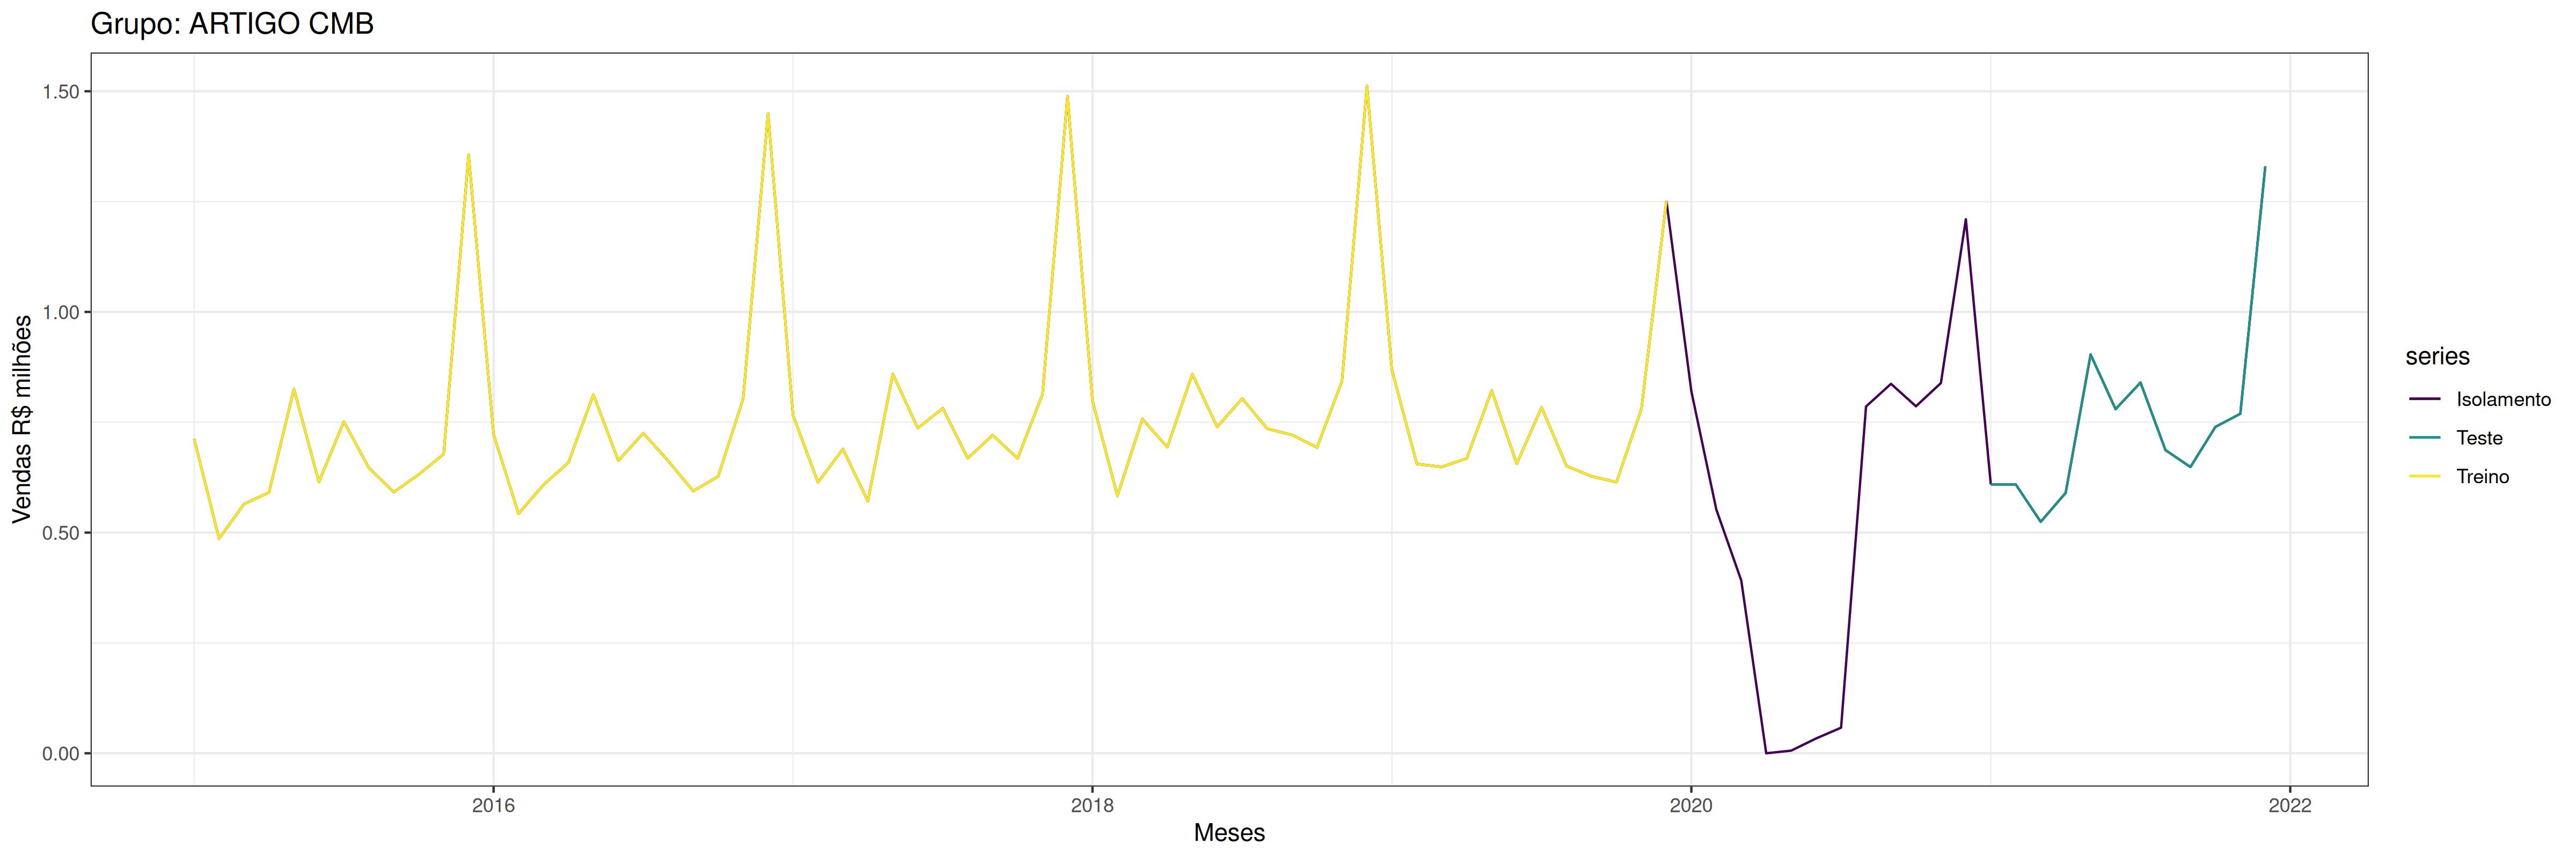 Grupo: ARTIGO CMB
1.50
1.00
0.50
0.00
Vendas R$ milhões
2016
2018
2020
2022
Meses
series
Isolamento
Teste
Treino